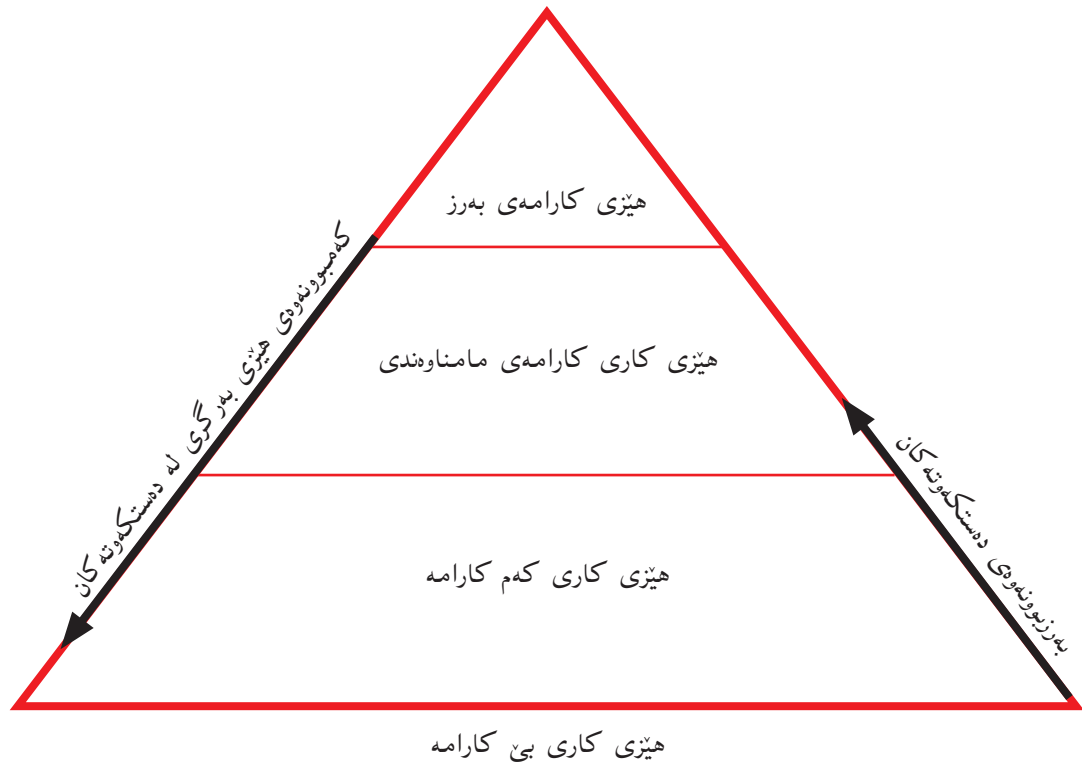 هێزی کارامەی بەرز
هێزی کاری کارامەی مامناوەندی
هێزی کاری کەم کارامە
هێزی کاری بێ کارامە
کەمبوونەوەی هێزی بەرگری لە دەستکەوتەکان
بەرزبوونەوەی دەستکەوتەکان